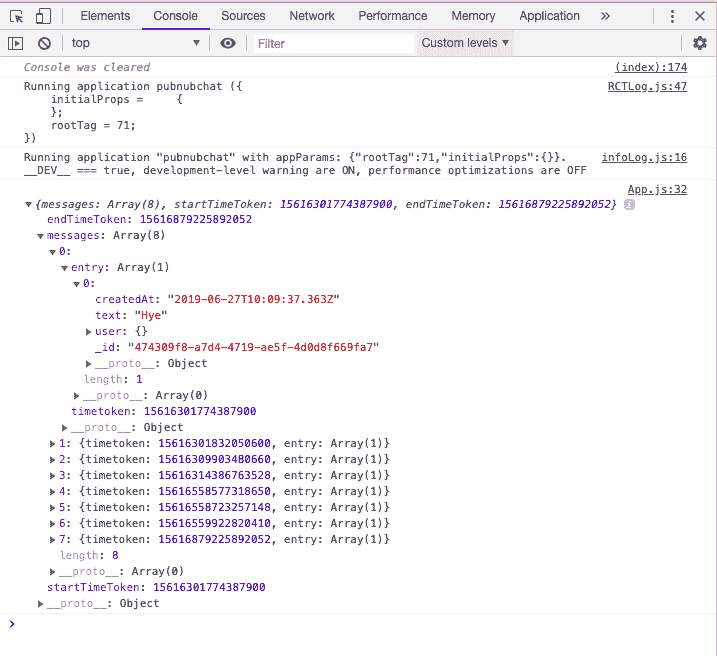 Elements Console Sources Network Performance Memory Application »
top ▼ Filter Custom levels ▼
Console was cleared (index):174
Running application pubnubchat ({ RCTLog.js:47
initialProps = {
};
rootTag = 71;
})
Running application "pubnubchat" with appParams: {"rootTag":71,"initialProps":{}}. infoLog.js:16
__DEV__ === true, development-level warning are ON, performance optimizations are OFF
App.js:32
▼{messages: Array(8), startTimeToken: 15616301774387900, endTimeToken: 15616879225892052} i
endTimeToken: 15616879225892052
▼messages: Array(8)
▼0:
▼entry: Array(1)
▼0:
createdAt: "2019-06-27T10:09:37.363Z"
text: "Hye"
▶user: {}
_id: "474309f8-a7d4-4719-ae5f-4d0d8f669fa7"
▶__proto__: Object
length: 1
▶__proto__: Array(0)
timetoken: 15616301774387900
▶__proto__: Object
▶1: {timetoken: 15616301832050600, entry: Array(1)}
▶2: {timetoken: 15616309903480660, entry: Array(1)}
▶3: {timetoken: 15616314386763528, entry: Array(1)}
▶4: {timetoken: 15616558577318650, entry: Array(1)}
▶5: {timetoken: 15616558723257148, entry: Array(1)}
▶6: {timetoken: 15616559922820410, entry: Array(1)}
▶7: {timetoken: 15616879225892052, entry: Array(1)}
length: 8
▶__proto__: Array(0)
startTimeToken: 15616301774387900
▶__proto__: Object
>